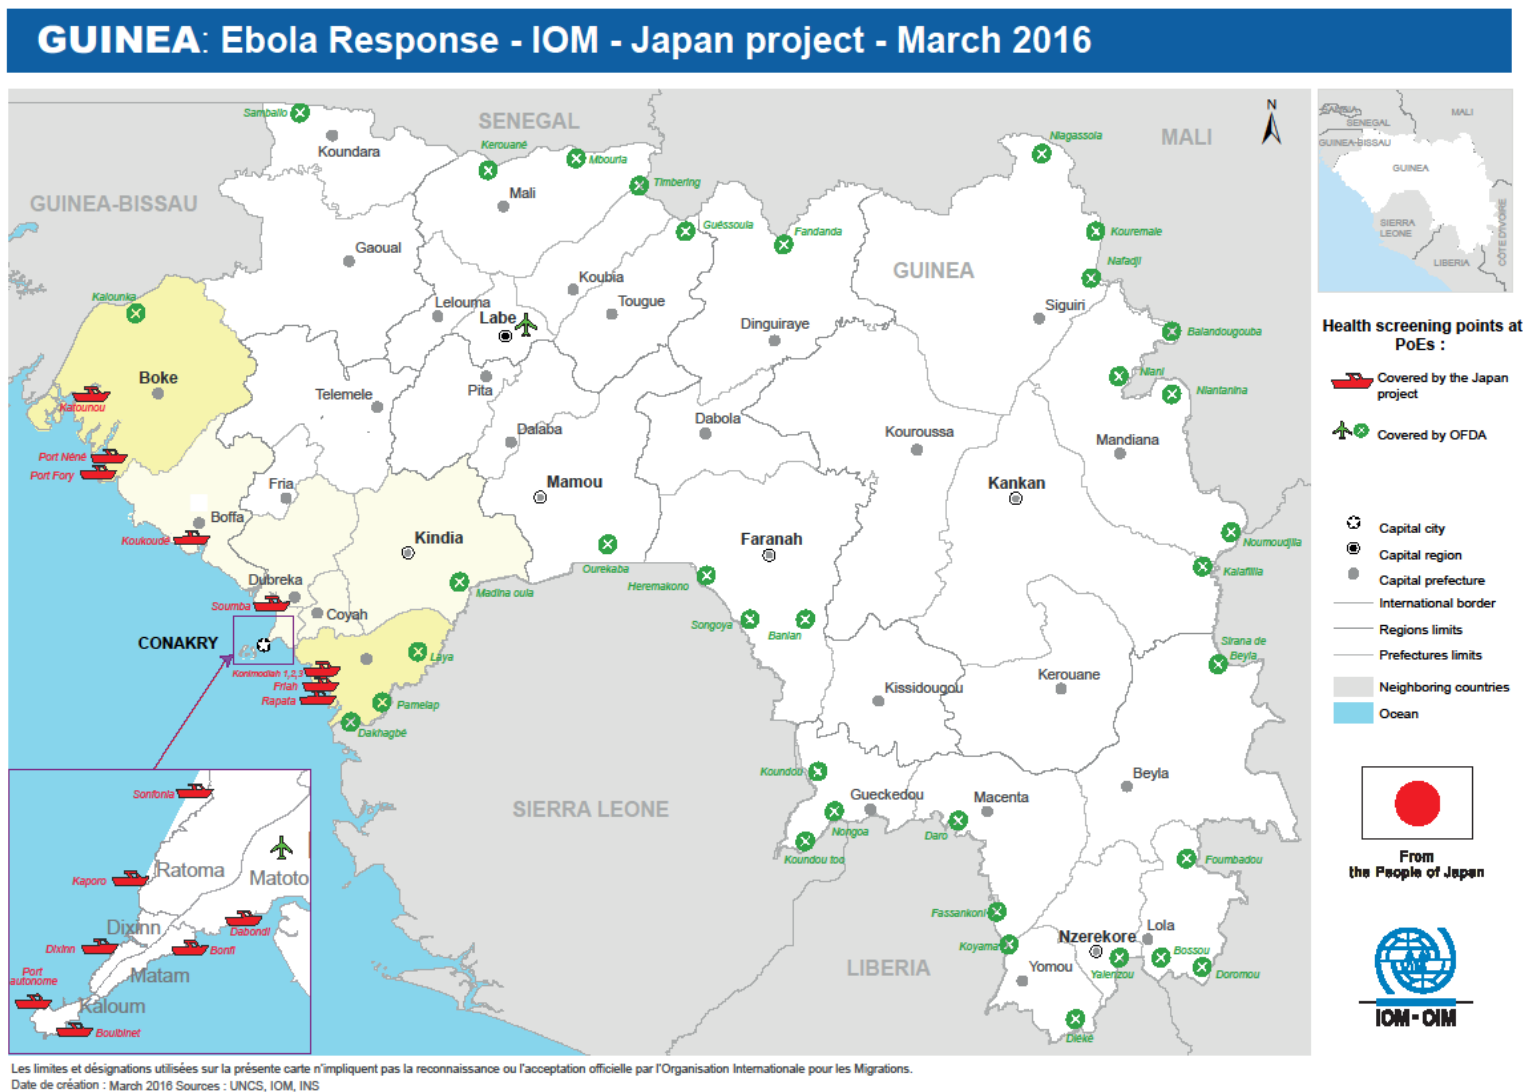 GUINEA: Ebola Response - IOM - Japan project - March 2016
Samballo
Koundara
SENEGAL
Kerouané
Mbouria
Mali
Timbering
Niagassola
MALI
N
GUINEA-BISSAU
Gaoual
Guéssoula
Fandanda
Kouremale
Nafadji
GUINEA
Koubia
Tougue
Lelouma
Labe
Siguiri
Dinguiraye
Balandougouba
Kalounka
Boke
Katounou
Telemele
Pita
Niani
Niantanina
Dalaba
Dabola
Kouroussa
Mandiana
Port Néné
Port Fory
Fria
Mamou
Kankan
Boffa
Koukoudé
Kindia
Faranah
Noumoudjila
Ourekaba
Heremakono
Kalafilia
Dubreka
Madina oula
Soumba
Coyah
Songoya
Banian
CONAKRY
Sirana de
Beyla
Laya
Konimodiah 1,2,3
Friah
Rapata
Pamelap
Dakhagbé
Kissidougou
Kerouane
Koundou
Beyla
Gueckedou
Macenta
SIERRA LEONE
Nongoa
Daro
Koundou too
Foumbadou
Fassankoni
Koyama
Nzerekore
Lola
LIBERIA
Yomou
Yalenzou
Bossou
Doromou
Diéké
Sonfonia
Ratoma
Kaporo
Matoto
Dixinn
Dabondi
Dixinn
Bonfi
Port
autonome
Matam
Kaloum
Boulbinet
SENEGAL
MALI
GUINEA-BISSAU
GUINEA
SIERRA
LEONE
LIBERIA
CÔTE D'IVOIRE
Health screening points at
PoEs :
Covered by the Japan
project
Covered by OFDA
Capital city
Capital region
Capital prefecture
International border
Regions limits
Prefectures limits
Neighboring countries
Ocean
From
the People of Japan
IOM - OIM
Les limites et désignations utilisées sur la présente carte n'impliquent pas la reconnaissance ou l'acceptation officielle par l'Organisation Internationale pour les Migrations.
Date de création : March 2016 Sources : UNCS, IOM, INS